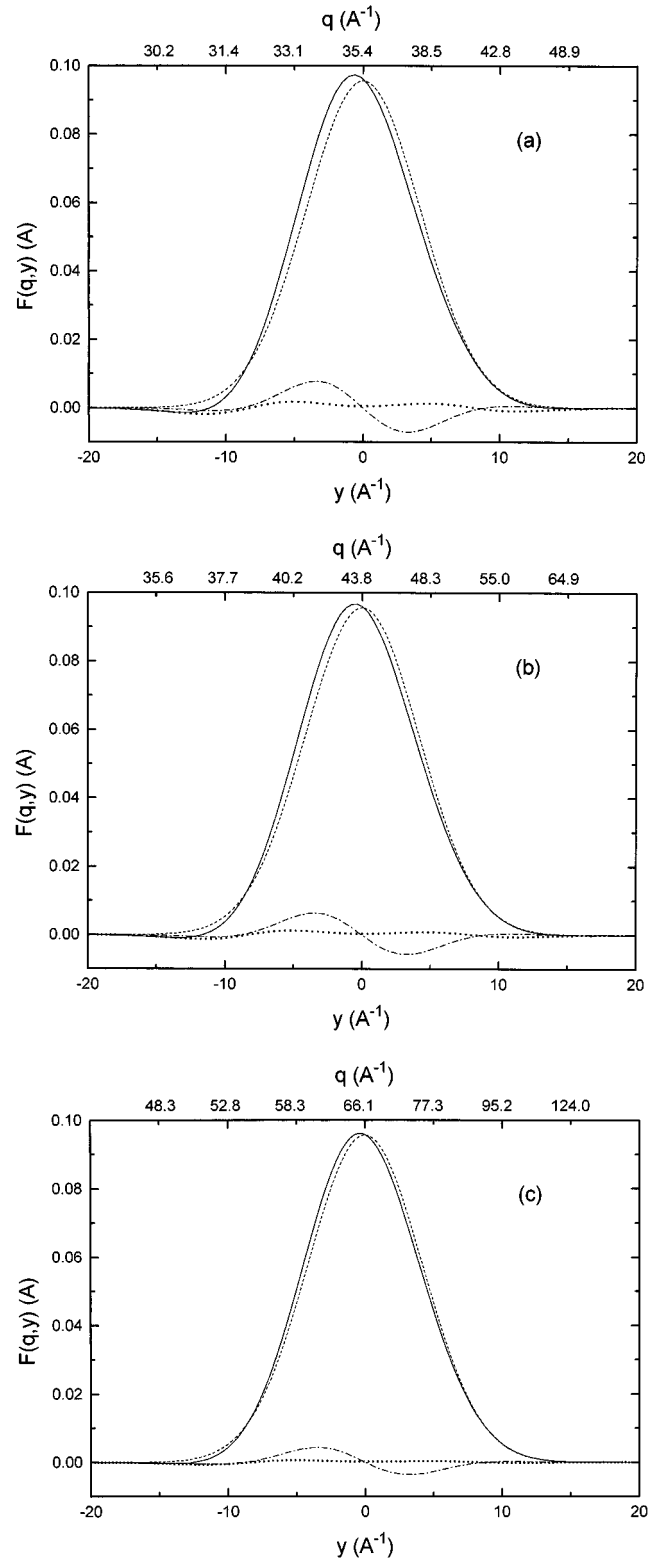 q (A⁻¹)
30.2 31.4 33.1 35.4 38.5 42.8 48.9
0.10
(a)
0.08
0.06
F(q,y) (A)
0.04
0.02
0.00
-20 -10 0 10 20
y (A⁻¹)
q (A⁻¹)
35.6 37.7 40.2 43.8 48.3 55.0 64.9
0.10
(b)
0.08
0.06
F(q,y) (A)
0.04
0.02
0.00
-20 -10 0 10 20
y (A⁻¹)
q (A⁻¹)
48.3 52.8 58.3 66.1 77.3 95.2 124.0
0.10
(c)
0.08
0.06
F(q,y) (A)
0.04
0.02
0.00
-20 -10 0 10 20
y (A⁻¹)